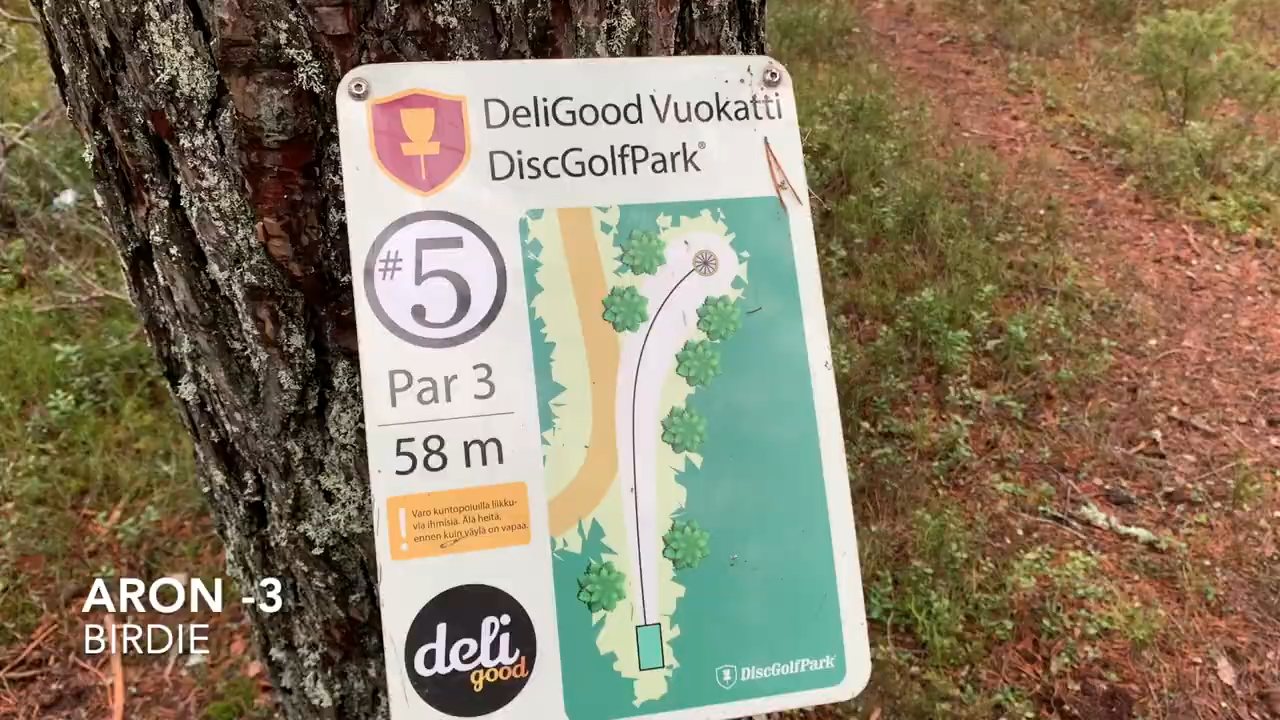 DeliGood Vuokatti
DiscGolfPark®
#5
Par 3
58 m
! Varo kuntopoluilla liikku-
via ihmisiä. Älä heitä,
ennen kuin väylä on vapaa.
deli
good
DiscGolfPark
ARON -3
BIRDIE